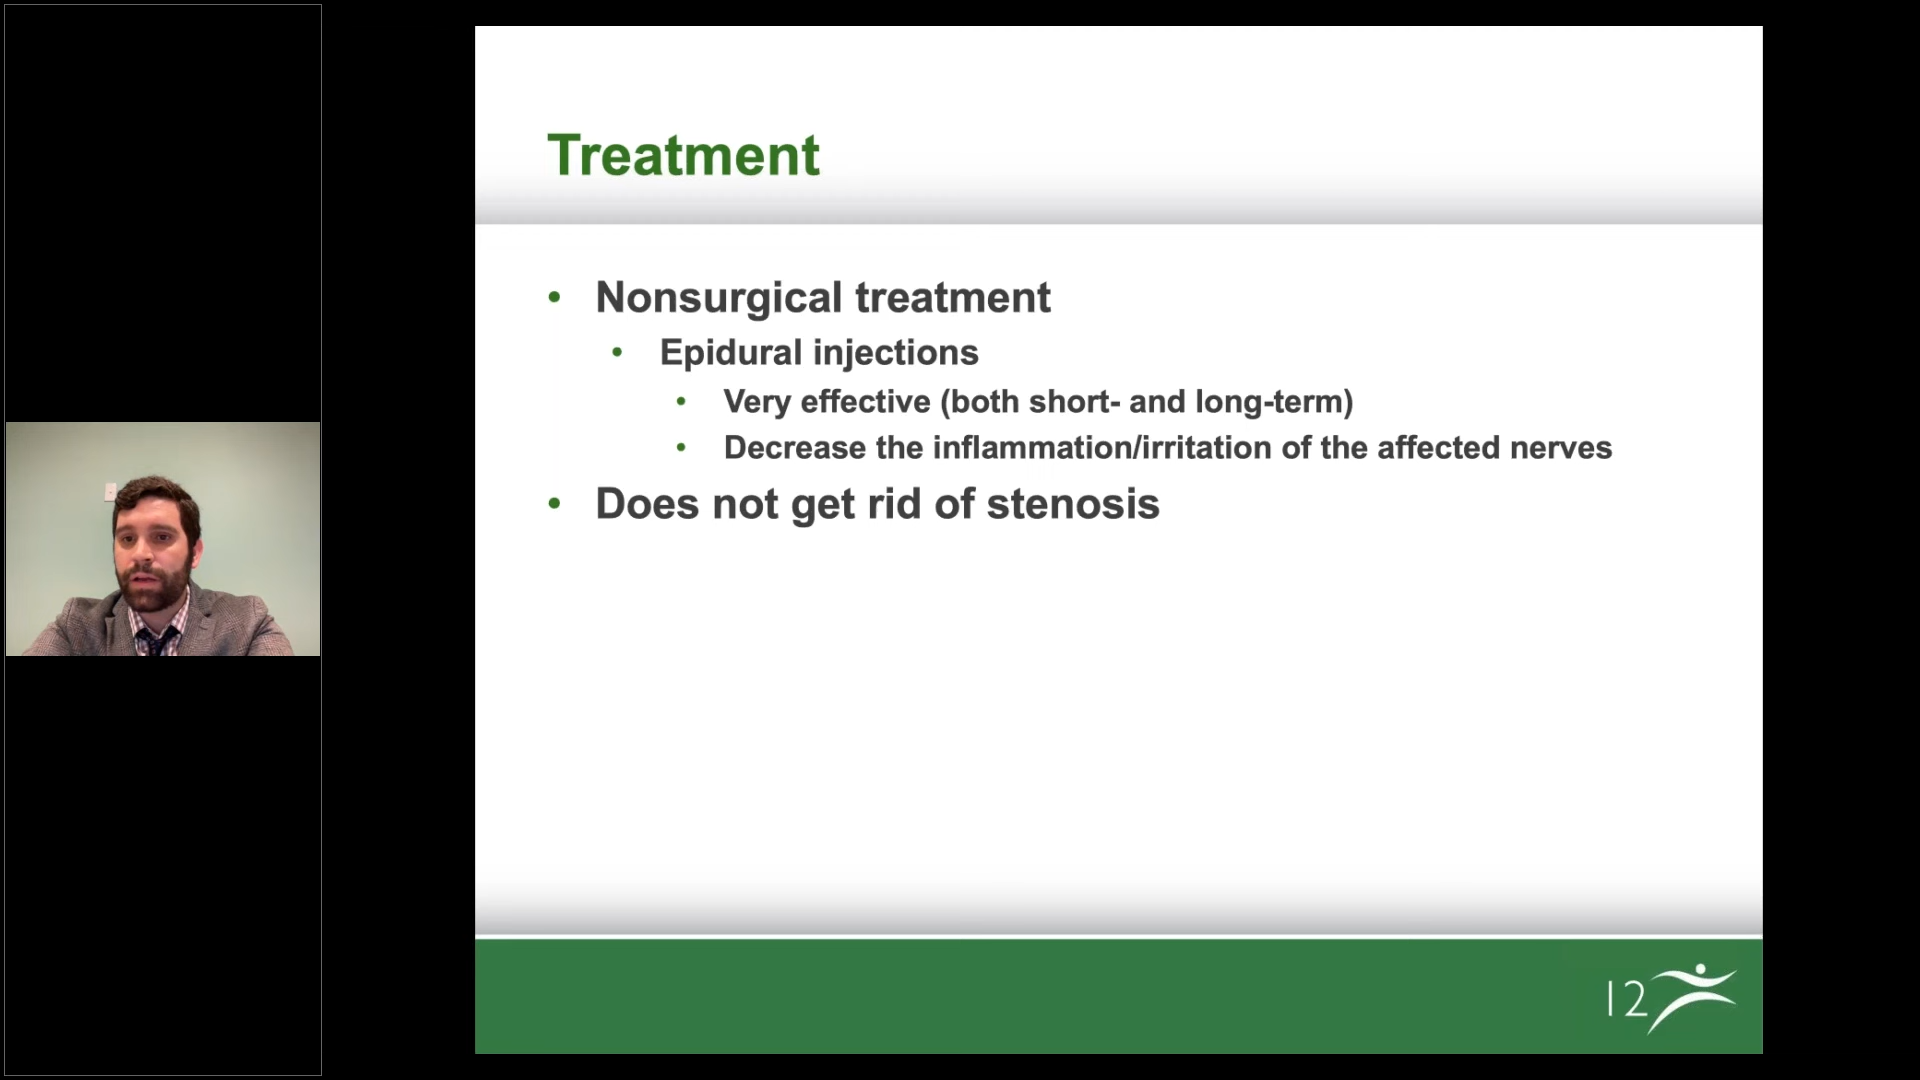 Treatment
• Nonsurgical treatment
• Epidural injections
• Very effective (both short- and long-term)
• Decrease the inflammation/irritation of the affected nerves
• Does not get rid of stenosis
12